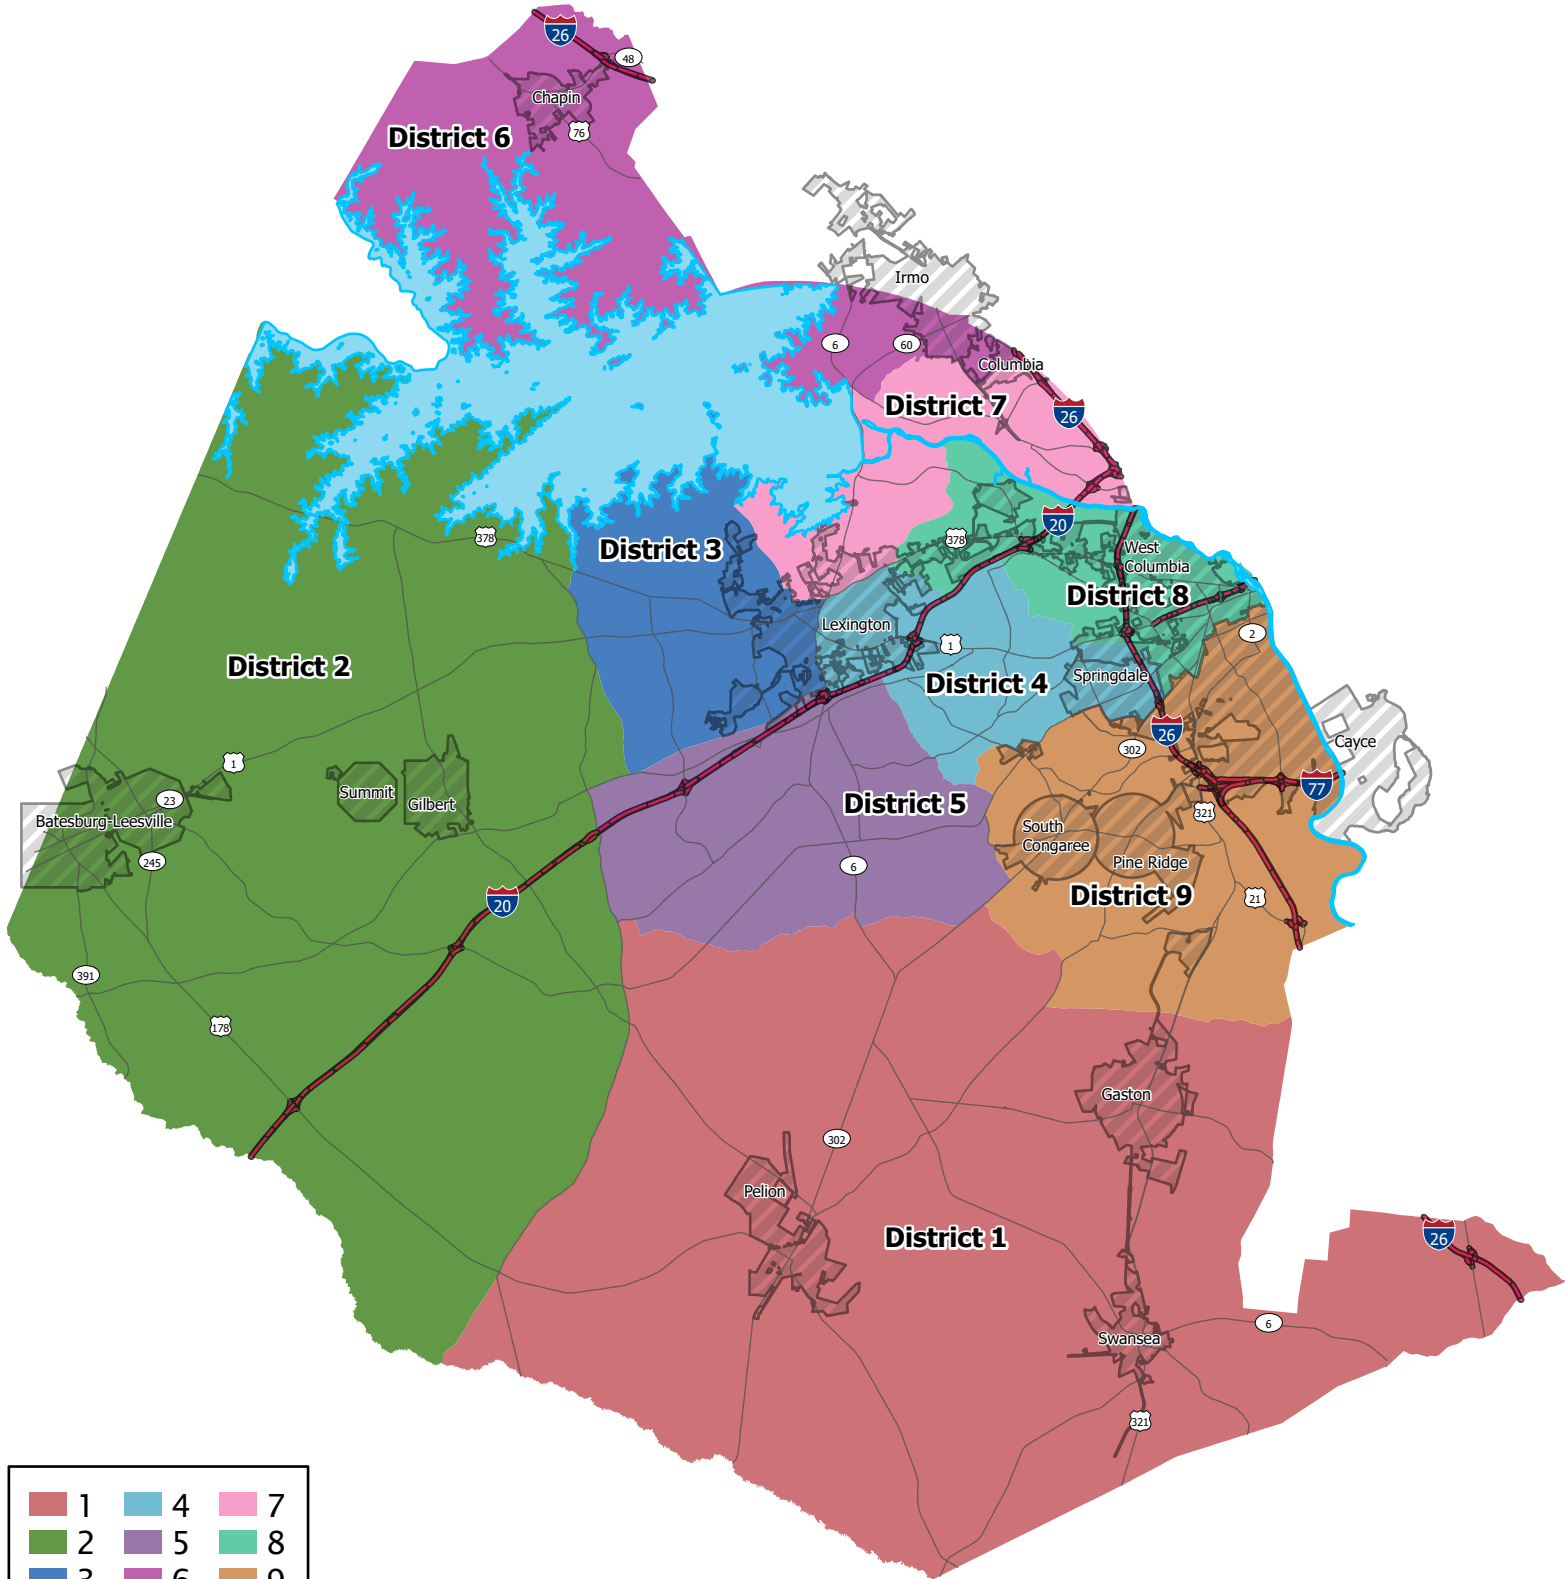 26
48
Chapin
District 6
76
Irmo
6
60
Columbia
District 7
26
378
District 3
378
20
West
Columbia
District 8
Lexington
1
2
District 2
District 4
Springdale
26
302
Cayce
1
23
Summit
Gilbert
Batesburg-Leesville
245
77
District 5
321
South
Congaree
Pine Ridge
6
District 9
21
20
391
178
Gaston
302
Pelion
District 1
26
Swansea
6
321
1 4 7
2 5 8
3 6 9